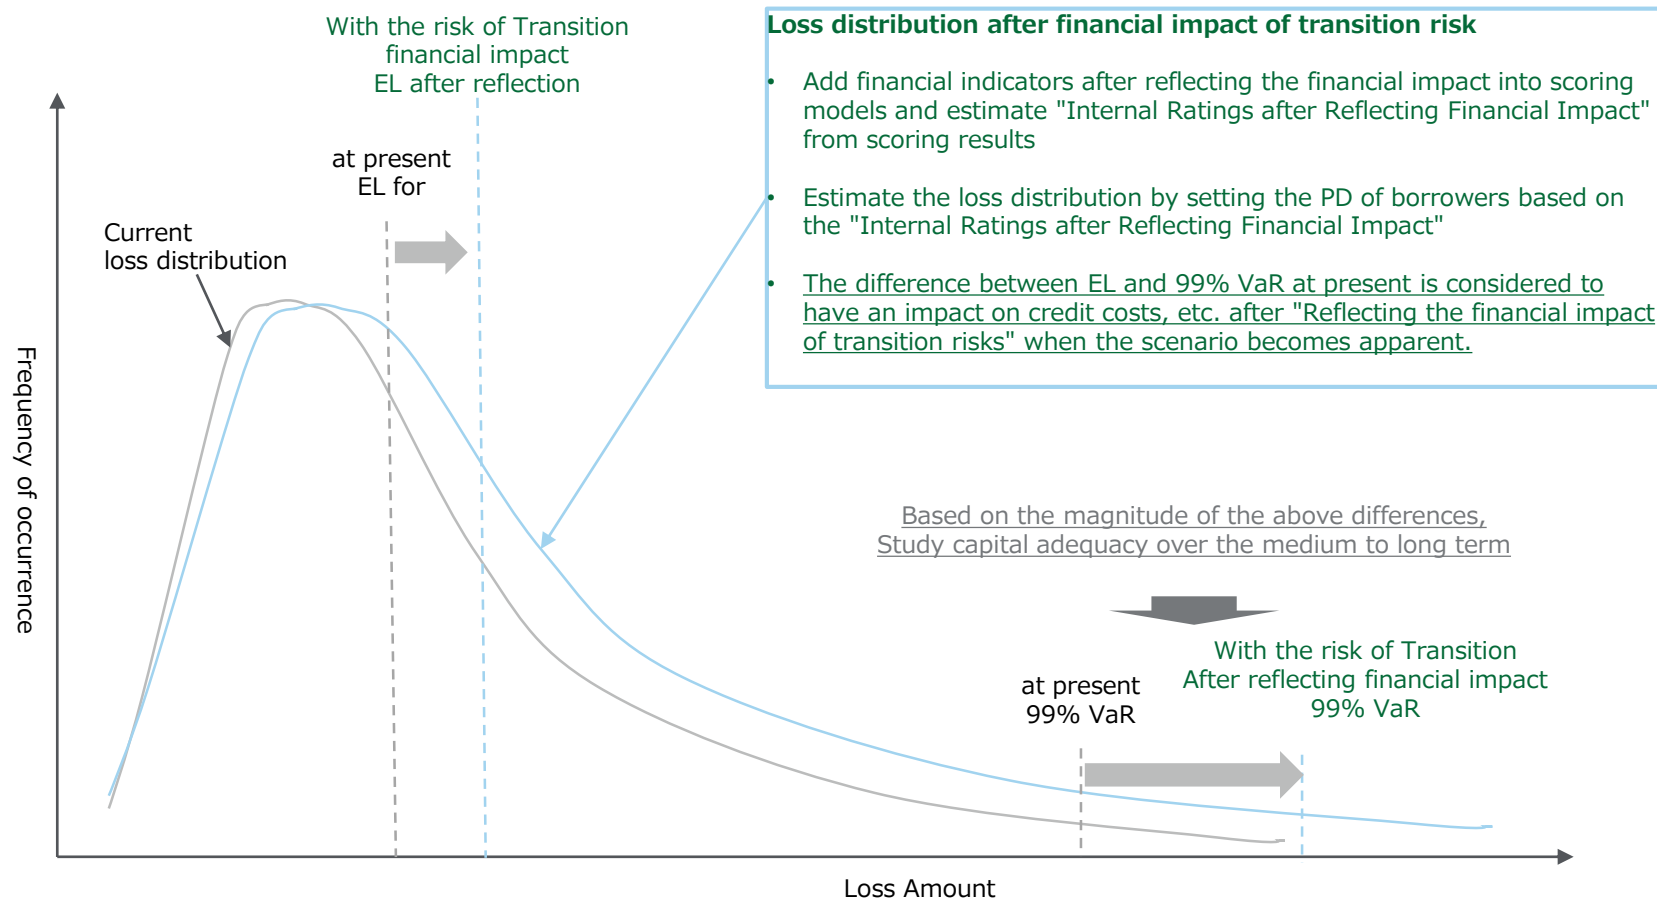 With the risk of Transition
financial impact
EL after reflection
at present
EL for
Current
loss distribution
Loss distribution after financial impact of transition risk
• Add financial indicators after reflecting the financial impact into scoring
models and estimate "Internal Ratings after Reflecting Financial Impact"
from scoring results
• Estimate the loss distribution by setting the PD of borrowers based on
the "Internal Ratings after Reflecting Financial Impact"
• The difference between EL and 99% VaR at present is considered to
have an impact on credit costs, etc. after "Reflecting the financial impact
of transition risks" when the scenario becomes apparent.
Frequency of occurrence
Based on the magnitude of the above differences,
Study capital adequacy over the medium to long term
at present
99% VaR
With the risk of Transition
After reflecting financial impact
99% VaR
Loss Amount